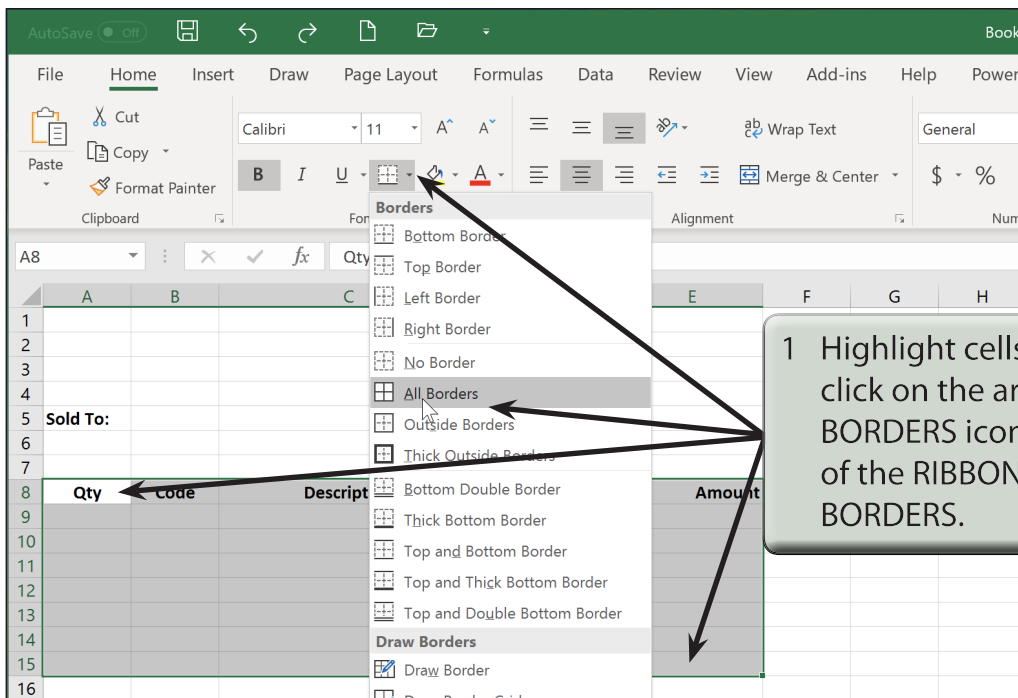 AutoSave Off
Book
File Home Insert Draw Page Layout Formulas Data Review View Add-ins Help Power
Cut
Calibri 11 A^ A˅ ab Wrap Text General
Copy
Paste
Format Painter B I U A Merge & Center $ %
Clipboard Fon Alignment Num
Borders
A8 fx Qty
Bottom Border
Top Border
Left Border
Right Border
No Border
All Borders
Outside Borders
Thick Outside Borders
Bottom Double Border
Thick Bottom Border
Top and Bottom Border
Top and Thick Bottom Border
Top and Double Bottom Border
Draw Borders
Draw Border
A B C E F G H
1
2
3
4
5 Sold To:
6
7
8 Qty Code Descript Amount
9
10
11
12
13
14
15
16
1 Highlight cells
click on the ar
BORDERS icon
of the RIBBON
BORDERS.